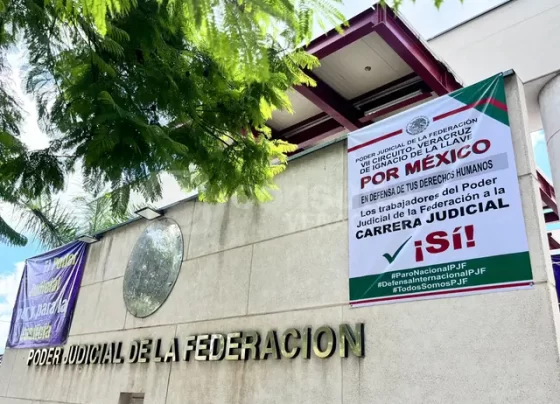 PODER JUDICIAL DE LA FEDERACIÓN
VII CIRCUITO- VERACRUZ
DE IGNACIO DE LA LLAVE
POR MÉXICO
EN DEFENSA DE TUS DERECHOS HUMANOS
Los trabajadores del Poder
Judicial de la Federación a la
CARRERA JUDICIAL
¡SÍ!
#ParoNacionalPJF
#DefensaInternacionalPJF
#TodosSomosPJF
PODER JUDICIAL DE LA FEDERACION